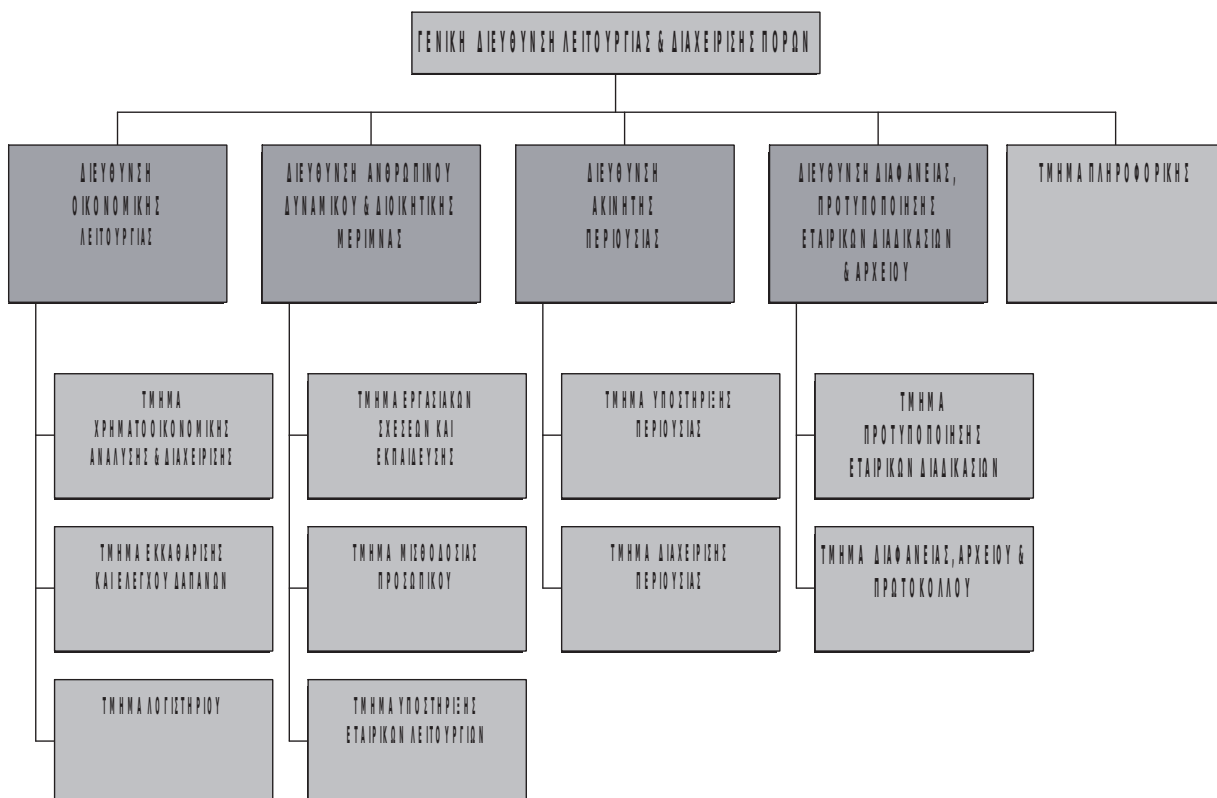 ΓΕΝΙΚΗ ΔΙΕΥΘΥΝΣΗ ΛΕΙΤΟΥΡΓΙΑΣ & ΔΙΑΧΕΙΡΙΣΗΣ ΠΟΡΩΝ
ΔΙΕΥΘΥΝΣΗ
ΟΙΚΟΝΟΜΙΚΗΣ
ΛΕΙΤΟΥΡΓΙΑΣ
ΔΙΕΥΘΥΝΣΗ ΑΝΘΡΩΠΙΝΟΥ
ΔΥΝΑΜΙΚΟΥ & ΔΙΟΙΚΗΤΙΚΗΣ
ΜΕΡΙΜΝΑΣ
ΔΙΕΥΘΥΝΣΗ
ΑΚΙΝΗΤΗΣ
ΠΕΡΙΟΥΣΙΑΣ
ΔΙΕΥΘΥΝΣΗ ΔΙΑΦΑΝΕΙΑΣ,
ΠΡΟΤΥΠΟΠΟΙΗΣΗΣ
ΕΤΑΙΡΙΚΩΝ ΔΙΑΔΙΚΑΣΙΩΝ
& ΑΡΧΕΙΟΥ
ΤΜΗΜΑ ΠΛΗΡΟΦΟΡΙΚΗΣ
ΤΜΗΜΑ
ΧΡΗΜΑΤΟΟΙΚΟΝΟΜΙΚΗΣ
ΑΝΑΛΥΣΗΣ & ΔΙΑΧΕΙΡΙΣΗΣ
ΤΜΗΜΑ ΕΡΓΑΣΙΑΚΩΝ
ΣΧΕΣΕΩΝ ΚΑΙ
ΕΚΠΑΙΔΕΥΣΗΣ
ΤΜΗΜΑ ΥΠΟΣΤΗΡΙΞΗΣ
ΠΕΡΙΟΥΣΙΑΣ
ΤΜΗΜΑ
ΠΡΟΤΥΠΟΠΟΙΗΣΗΣ
ΕΤΑΙΡΙΚΩΝ ΔΙΑΔΙΚΑΣΙΩΝ
ΤΜΗΜΑ ΕΚΚΑΘΑΡΙΣΗΣ
ΚΑΙ ΕΛΕΓΧΟΥ ΔΑΠΑΝΩΝ
ΤΜΗΜΑ ΜΙΣΘΟΔΟΣΙΑΣ
ΠΡΟΣΩΠΙΚΟΥ
ΤΜΗΜΑ ΔΙΑΧΕΙΡΙΣΗΣ
ΠΕΡΙΟΥΣΙΑΣ
ΤΜΗΜΑ ΔΙΑΦΑΝΕΙΑΣ, ΑΡΧΕΙΟΥ &
ΠΡΩΤΟΚΟΛΛΟΥ
ΤΜΗΜΑ ΛΟΓΙΣΤΗΡΙΟΥ
ΤΜΗΜΑ ΥΠΟΣΤΗΡΙΞΗΣ
ΕΤΑΙΡΙΚΩΝ ΛΕΙΤΟΥΡΓΙΩΝ